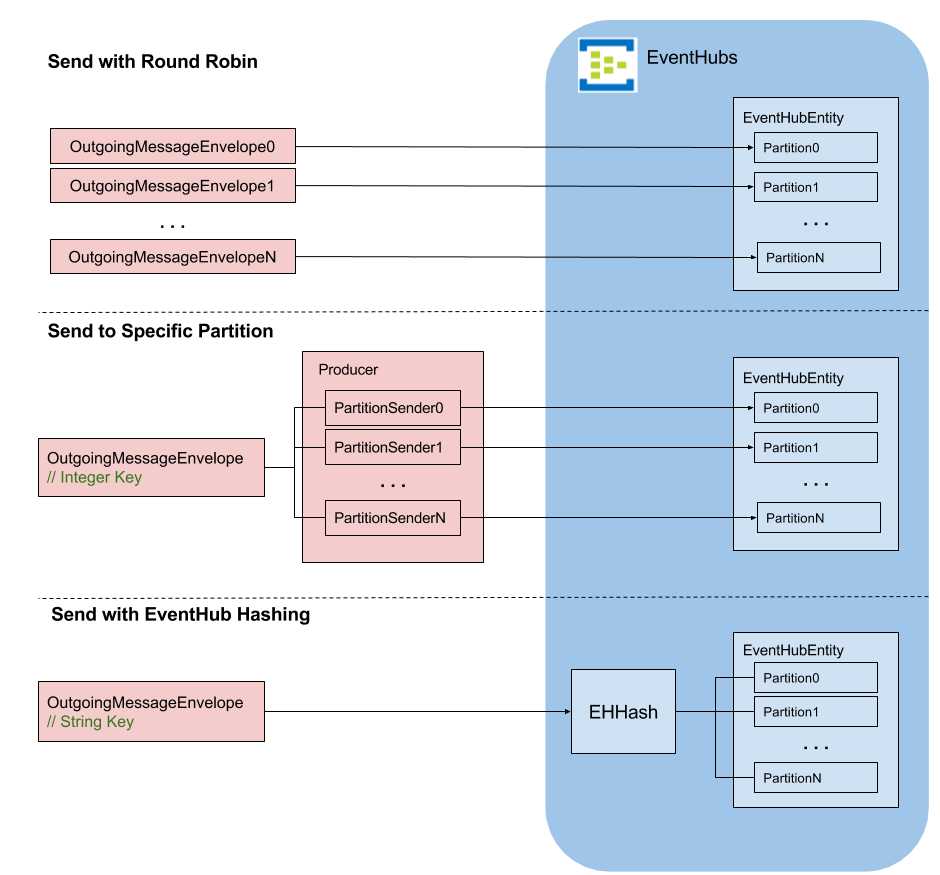 Send with Round Robin
EventHubs
EventHubEntity
OutgoingMessageEnvelope0
Partition0
OutgoingMessageEnvelope1
Partition1
. . .
. . .
OutgoingMessageEnvelopeN
PartitionN
Send to Specific Partition
Producer
EventHubEntity
PartitionSender0
Partition0
PartitionSender1
Partition1
OutgoingMessageEnvelope
// Integer Key
. . .
. . .
PartitionSenderN
PartitionN
Send with EventHub Hashing
EventHubEntity
Partition0
OutgoingMessageEnvelope
// String Key
EHHash
Partition1
. . .
PartitionN